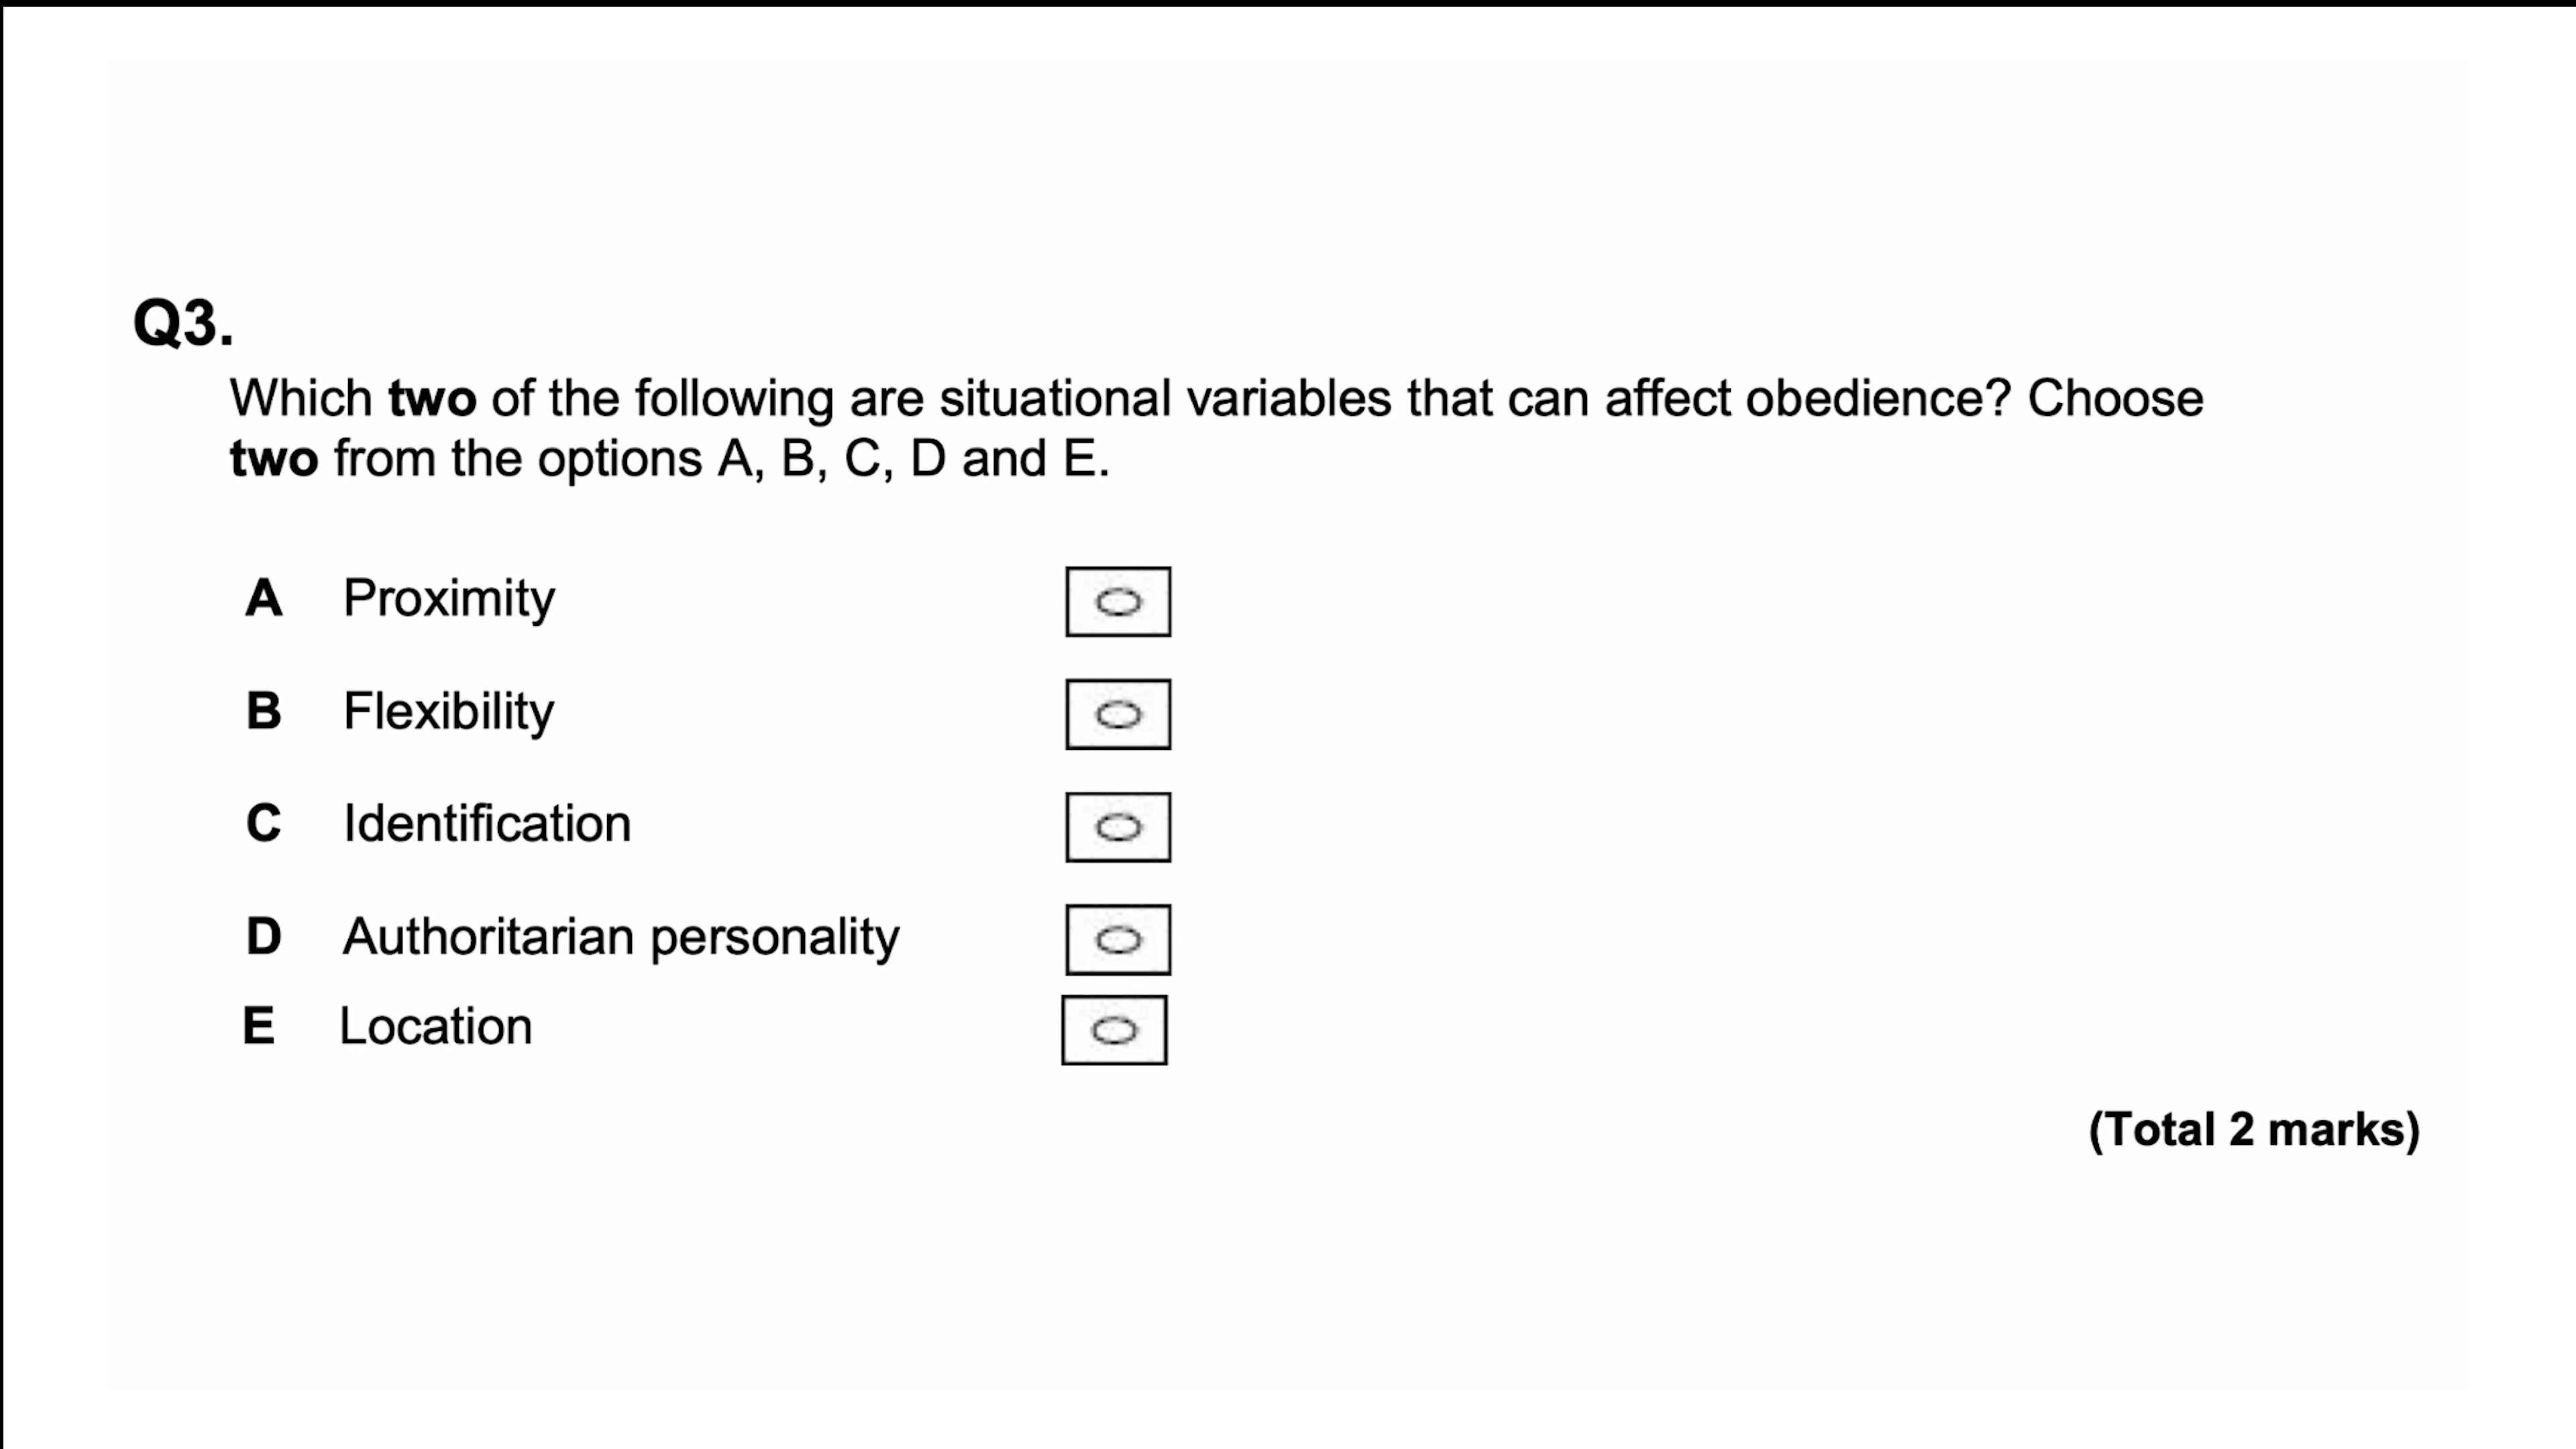 Q3.
Which two of the following are situational variables that can affect obedience? Choose
two from the options A, B, C, D and E.
A Proximity
B Flexibility
C Identification
D Authoritarian personality
E Location
(Total 2 marks)